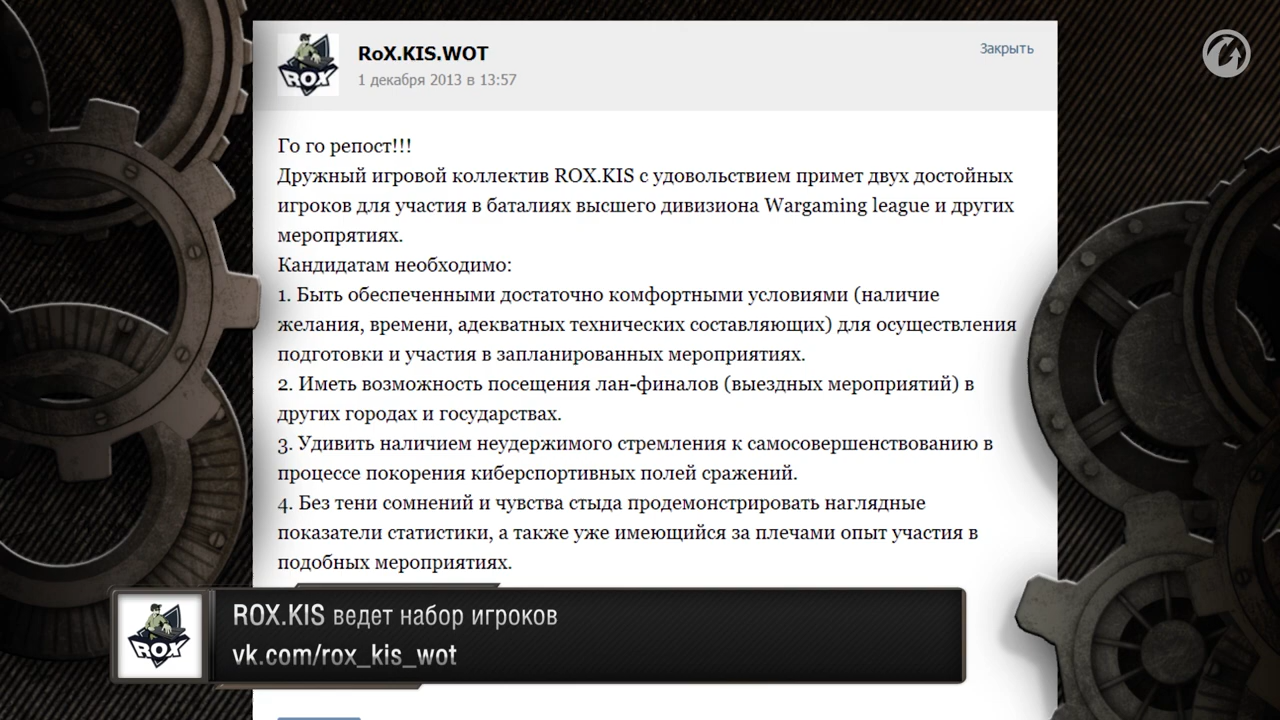 RoX.KIS.WOT
Закрыть
1 декабря 2013 в 13:57
ROX
Го го репост!!!
Дружный игровой коллектив ROX.KIS с удовольствием примет двух достойных
игроков для участия в баталиях высшего дивизиона Wargaming league и других
меропрятиях.
Кандидатам необходимо:
1. Быть обеспеченными достаточно комфортными условиями (наличие
желания, времени, адекватных технических составляющих) для осуществления
подготовки и участия в запланированных мероприятиях.
2. Иметь возможность посещения лан-финалов (выездных мероприятий) в
других городах и государствах.
3. Удивить наличием неудержимого стремления к самосовершенствованию в
процессе покорения киберспортивных полей сражений.
4. Без тени сомнений и чувства стыда продемонстрировать наглядные
показатели статистики, а также уже имеющийся за плечами опыт участия в
подобных мероприятиях.
ROX
ROX.KIS ведет набор игроков
vk.com/rox_kis_wot